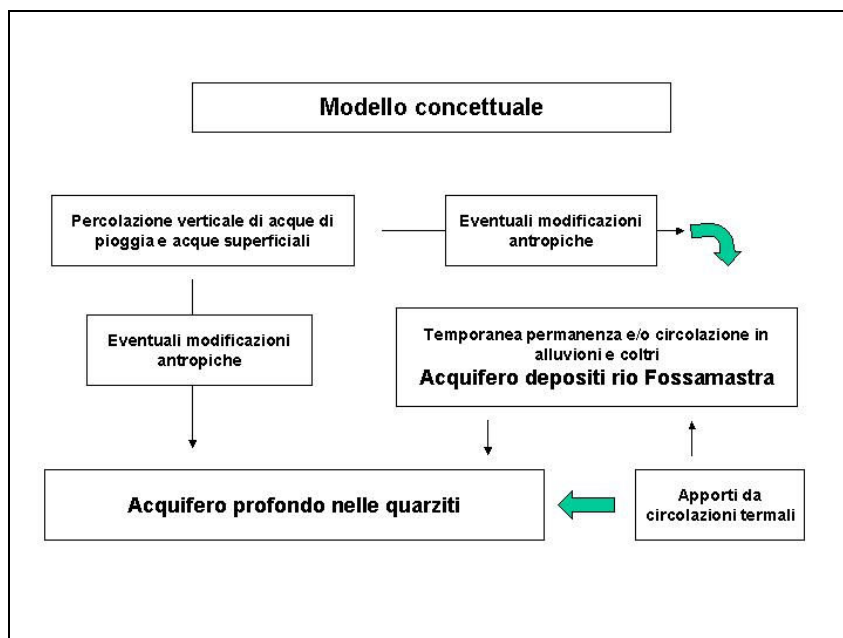 Modello concettuale
Percolazione verticale di acque di
pioggia e acque superficiali
Eventuali modificazioni
antropiche
Eventuali modificazioni
antropiche
Temporanea permanenza e/o circolazione in
alluvioni e coltri
Acquifero depositi rio Fossamastra
Acquifero profondo nelle quarziti
Apporti da
circolazioni termali